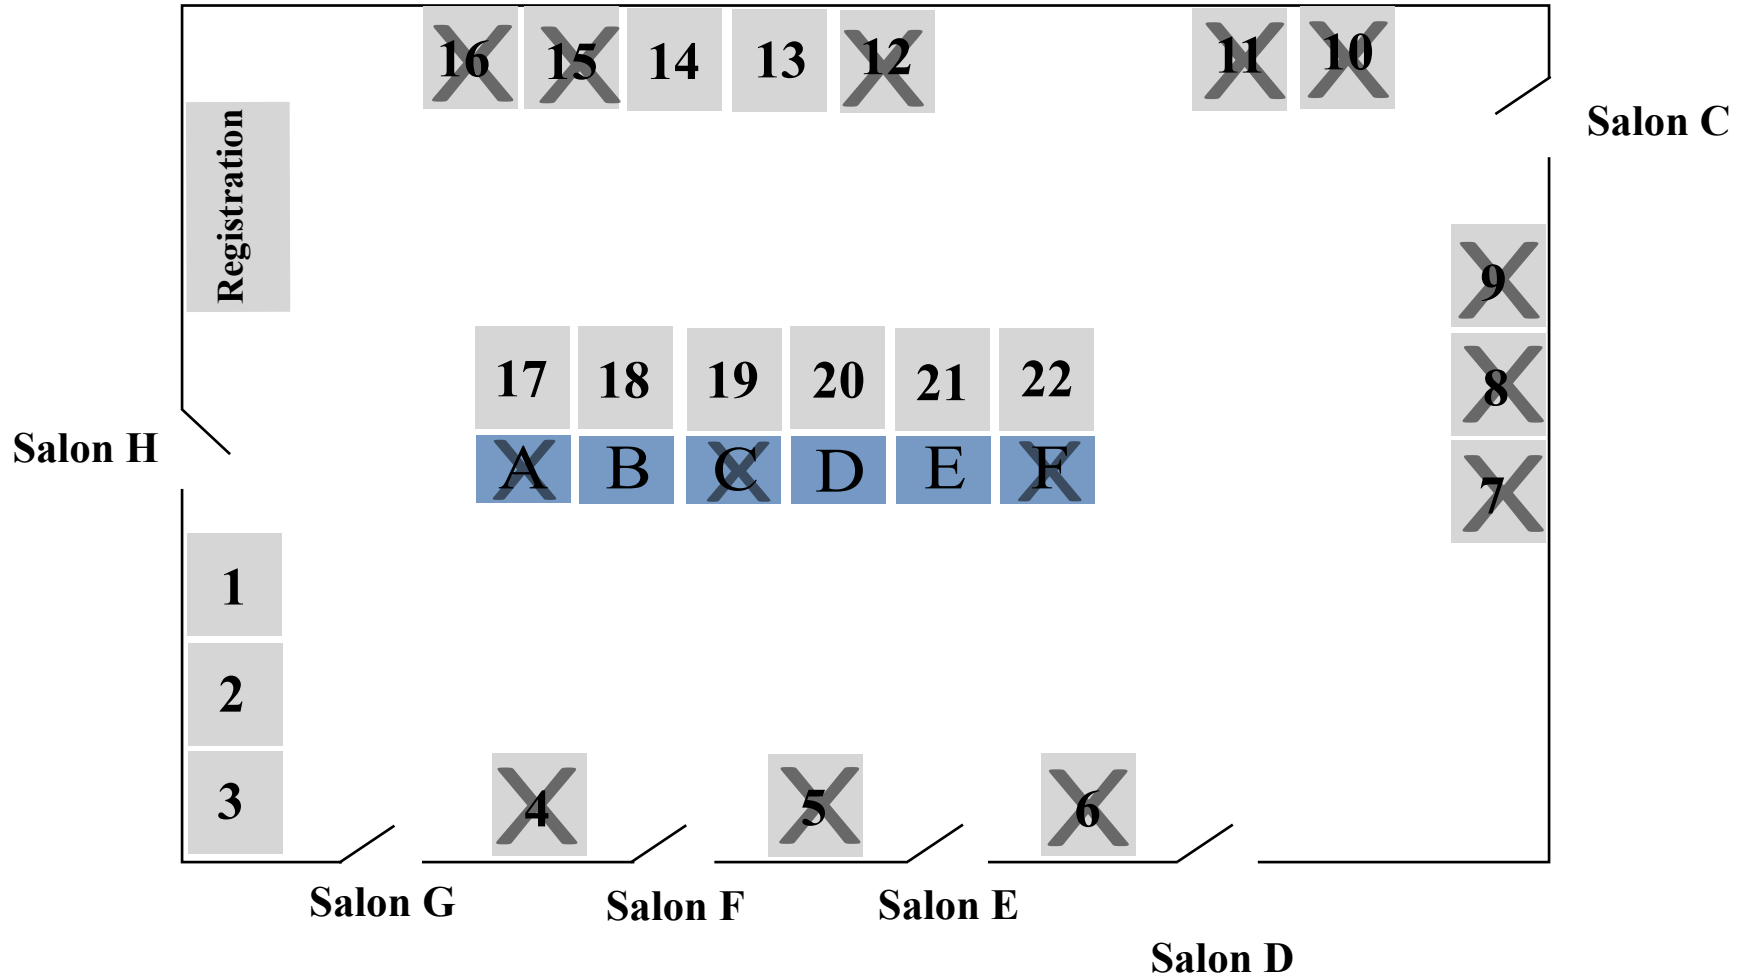 16 15 14 13 12 11 10
Salon C
Registration
9
17 18 19 20 21 22
8
Salon H
A B C D E F
7
1
2
3
4 5 6
Salon G
Salon F
Salon E
Salon D